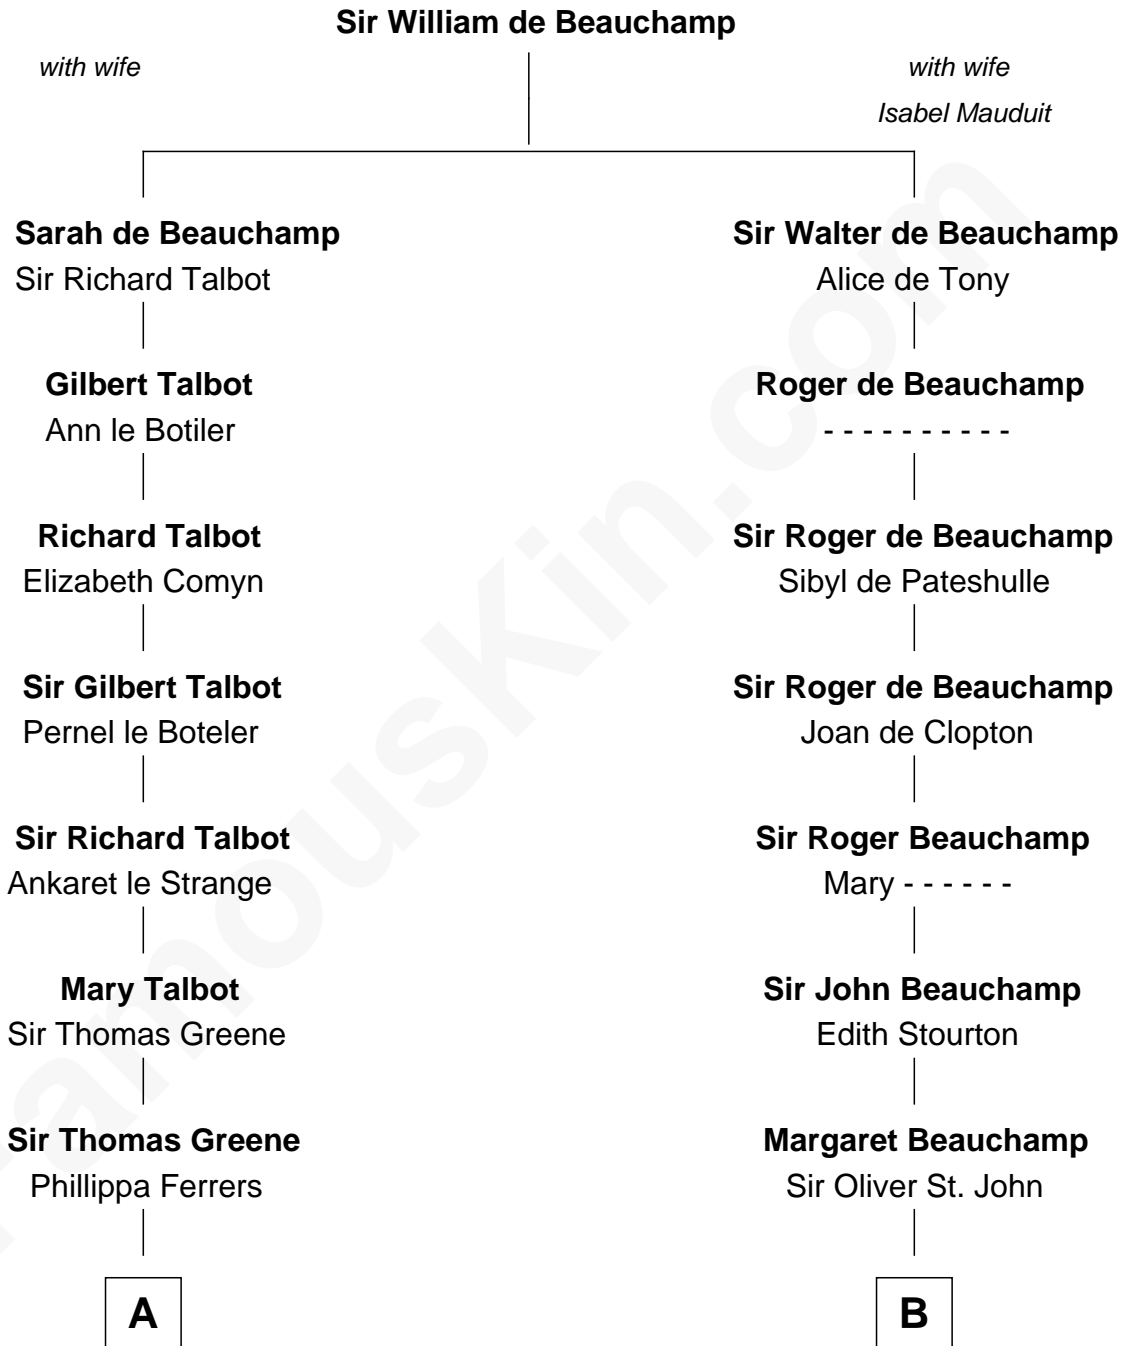 Sir William de Beauchamp
with wife
with wife
Isabel Mauduit
Sarah de Beauchamp
Sir Richard Talbot
Sir Walter de Beauchamp
Alice de Tony
Gilbert Talbot
Ann le Botiler
Roger de Beauchamp
- - - - - - - - - -
Richard Talbot
Elizabeth Comyn
Sir Roger de Beauchamp
Sibyl de Pateshulle
Sir Gilbert Talbot
Pernel le Boteler
Sir Roger de Beauchamp
Joan de Clopton
Sir Richard Talbot
Ankaret le Strange
Sir Roger Beauchamp
Mary - - - - - -
Mary Talbot
Sir Thomas Greene
Sir John Beauchamp
Edith Stourton
Sir Thomas Greene
Phillippa Ferrers
Margaret Beauchamp
Sir Oliver St. John
A
B
FamousKin.com